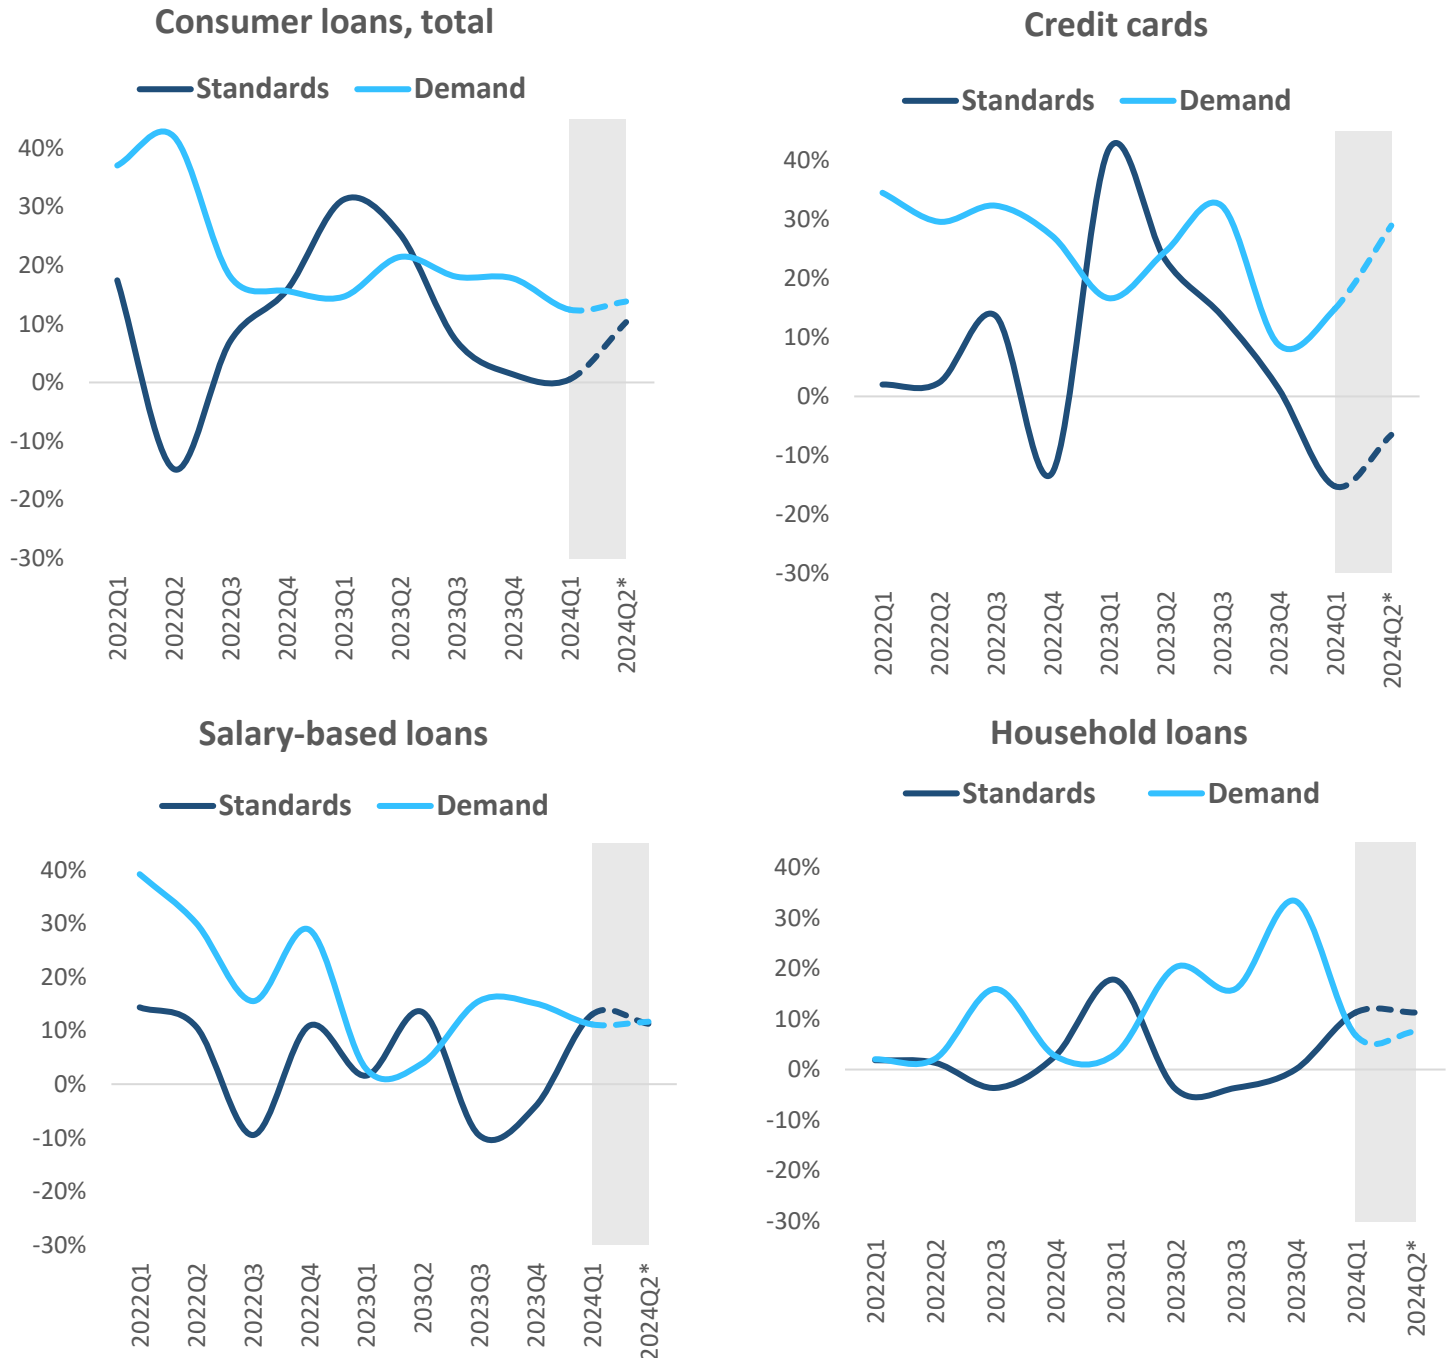 Consumer loans, total
Standards Demand
40%
30%
20%
10%
0%
-10%
-20%
-30%
2022Q1
2022Q2
2022Q3
2022Q4
2023Q1
2023Q2
2023Q3
2023Q4
2024Q1
2024Q2*
Credit cards
Standards Demand
40%
30%
20%
10%
0%
-10%
-20%
-30%
2022Q1
2022Q2
2022Q3
2022Q4
2023Q1
2023Q2
2023Q3
2023Q4
2024Q1
2024Q2*
Salary-based loans
Standards Demand
40%
30%
20%
10%
0%
-10%
-20%
-30%
2022Q1
2022Q2
2022Q3
2022Q4
2023Q1
2023Q2
2023Q3
2023Q4
2024Q1
2024Q2*
Household loans
Standards Demand
40%
30%
20%
10%
0%
-10%
-20%
-30%
2022Q1
2022Q2
2022Q3
2022Q4
2023Q1
2023Q2
2023Q3
2023Q4
2024Q1
2024Q2*